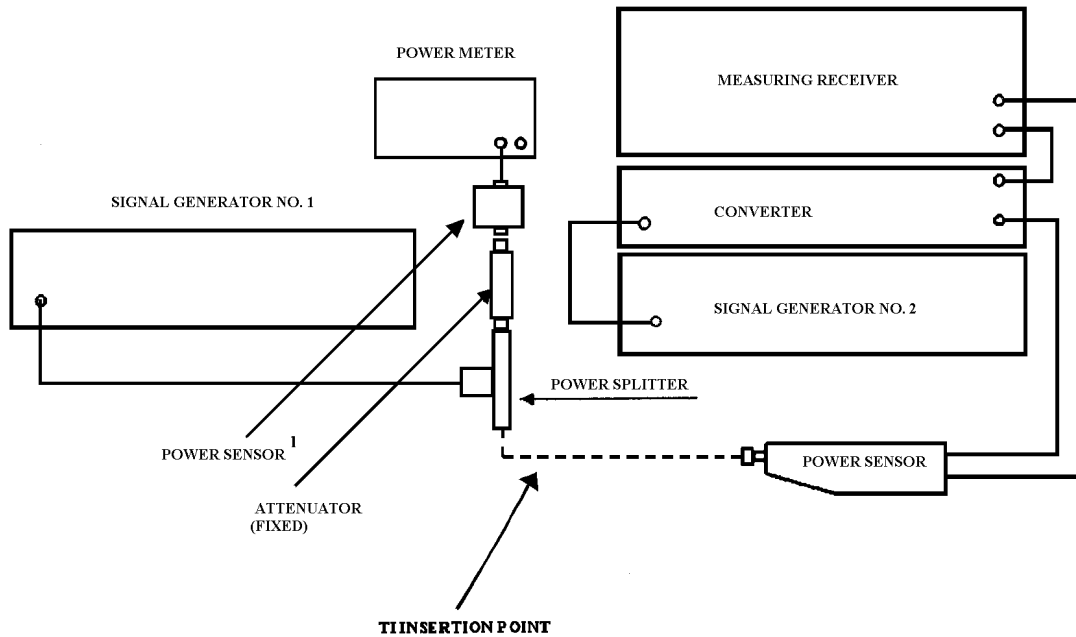 POWER METER
MEASURING RECEIVER
SIGNAL GENERATOR NO. 1
CONVERTER
SIGNAL GENERATOR NO. 2
POWER SPLITTER
POWER SENSOR 1
POWER SENSOR
ATTENUATOR
(FIXED)
TI INSERTION POINT